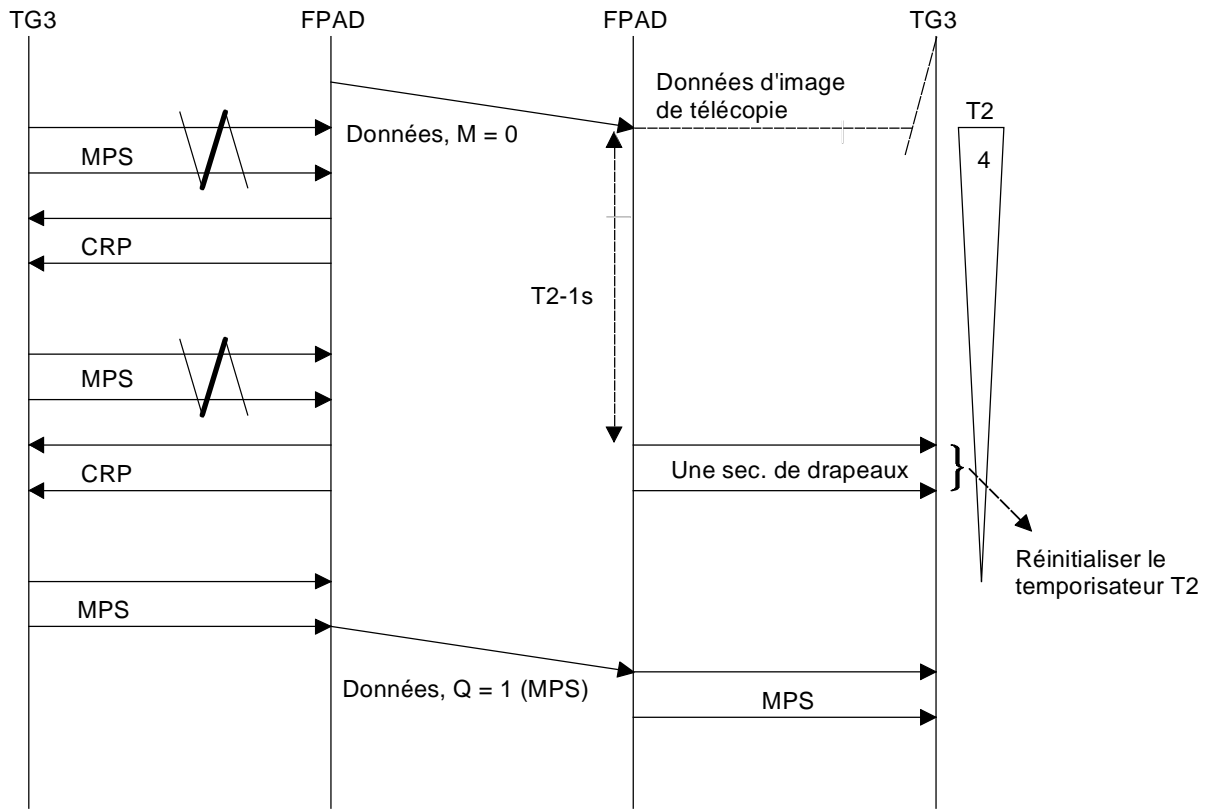 TG3
FPAD
FPAD
TG3
Données d'image
de télécopie
T2
4
Données, M = 0
MPS
CRP
T2-1s
MPS
CRP
Une sec. de drapeaux
}
Réinitialiser le
temporisateur T2
MPS
Données, Q = 1 (MPS)
MPS